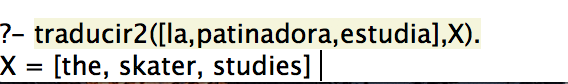 ?- traducir2([la,patinadora,estudia],X).
X = [the, skater, studies]